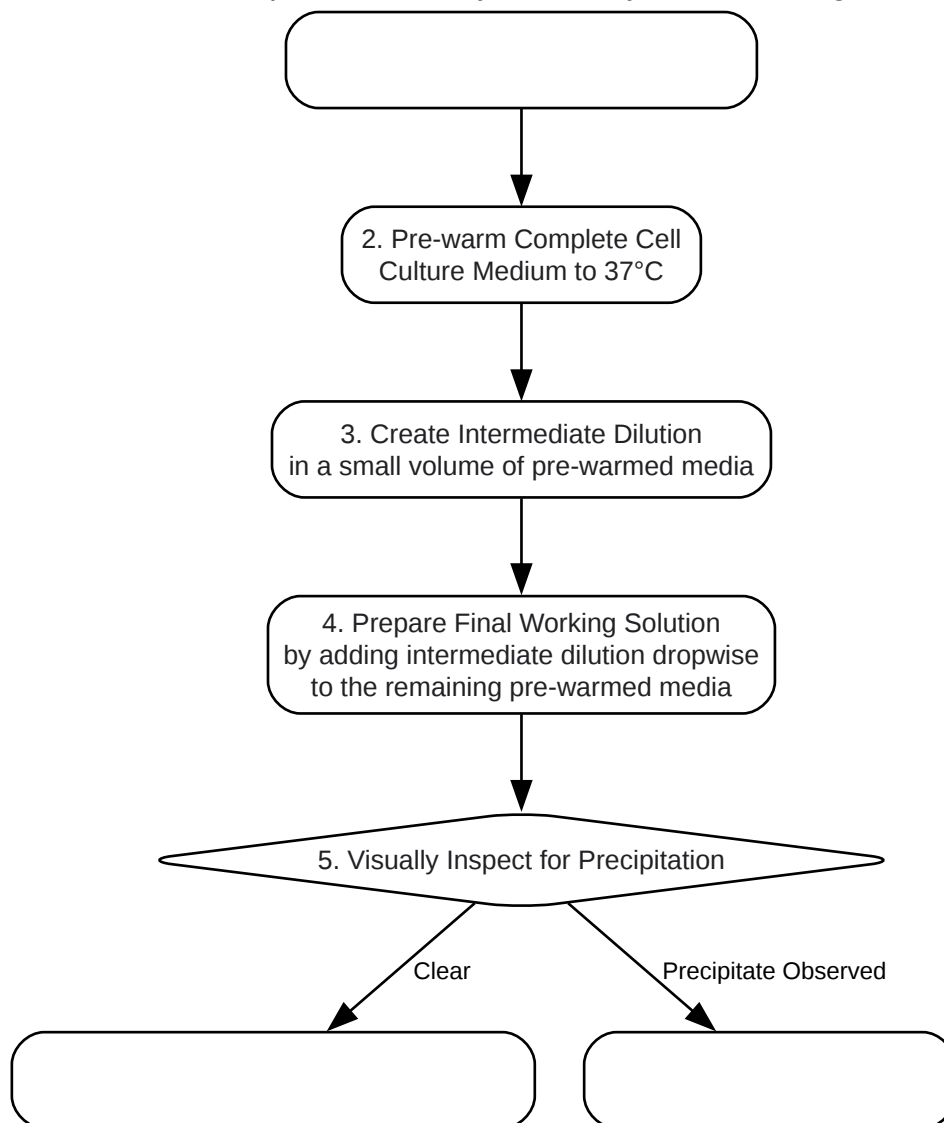 2. Pre-warm Complete Cell
Culture Medium to 37°C
3. Create Intermediate Dilution
in a small volume of pre-warmed media
4. Prepare Final Working Solution
by adding intermediate dilution dropwise
to the remaining pre-warmed media
5. Visually Inspect for Precipitation
Clear
Precipitate Observed